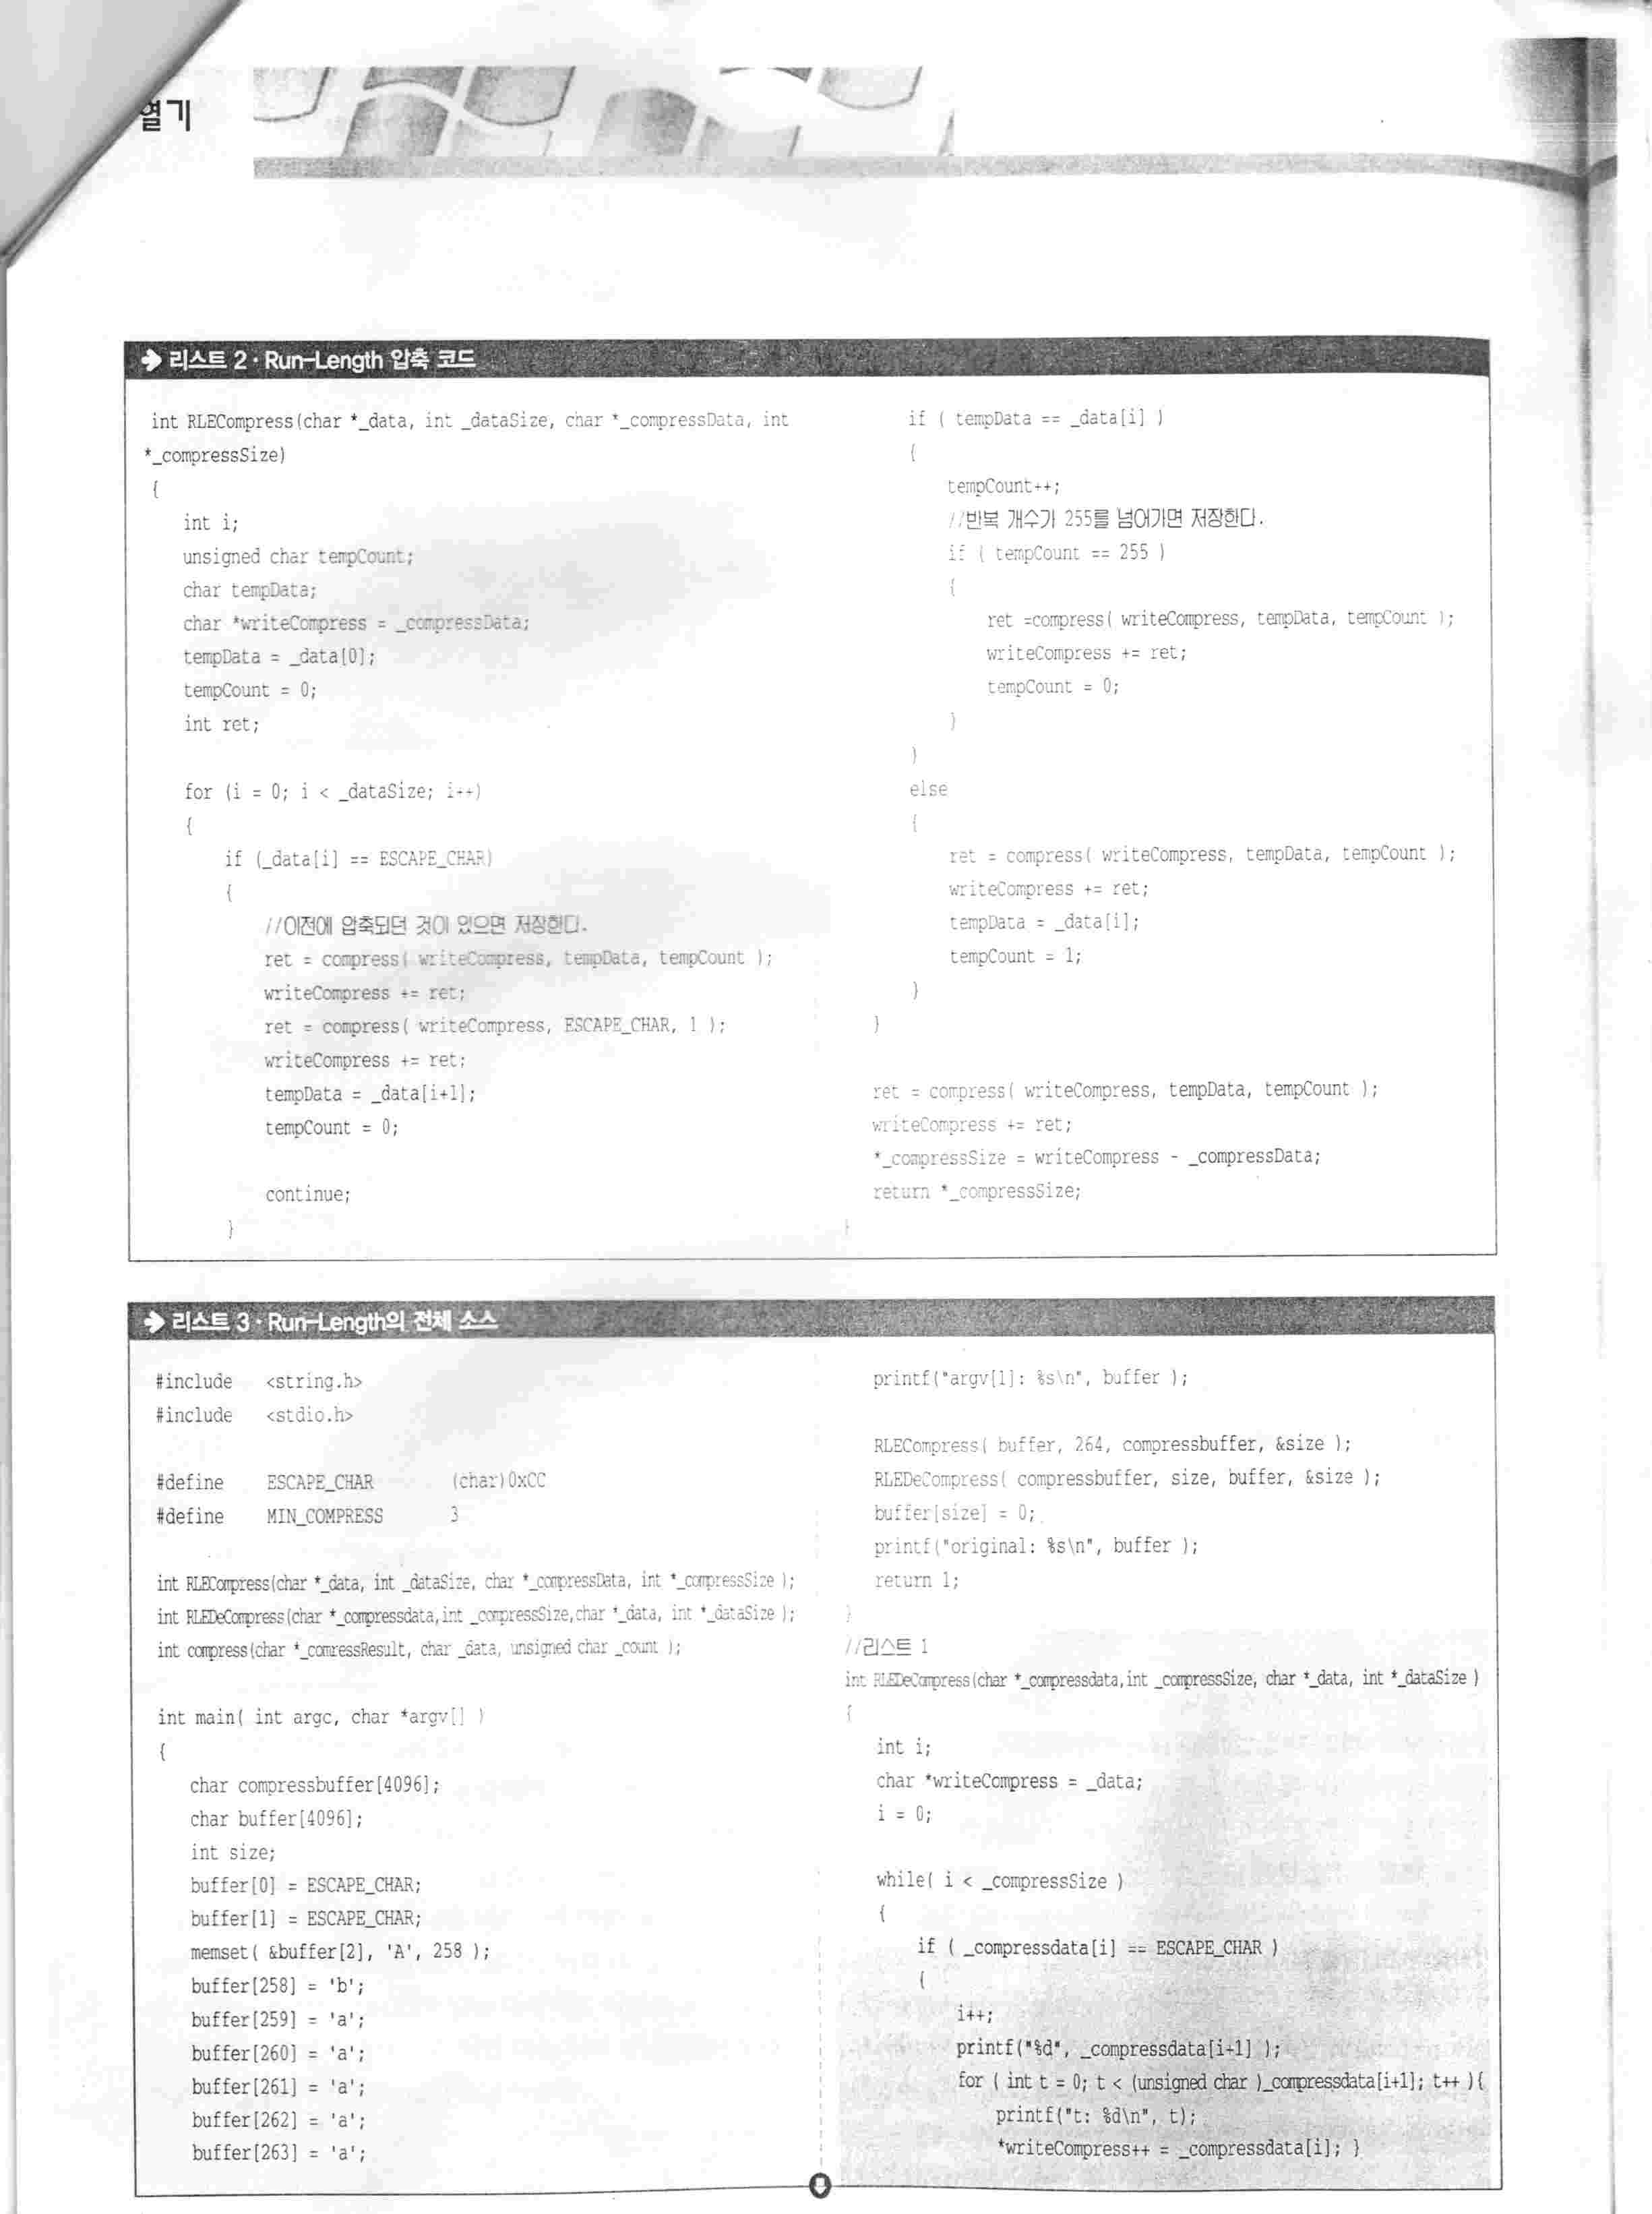 열기
리스트 2 · Run-Length 압축 코드
int RLECompress(char *_data, int _dataSize, char *_compressData, int
*_compressSize)
{
int i;
unsigned char tempCount;
char tempData;
char *writeCompress = _compressData;
tempData = _data[0];
tempCount = 0;
int ret;
for (i = 0; i < _dataSize; i++)
{
if (_data[i] == ESCAPE_CHAR)
{
//이전에 압축되던 것이 있으면 저장한다.
ret = compress( writeCompress, tempData, tempCount );
writeCompress += ret;
ret = compress( writeCompress, ESCAPE_CHAR, 1 );
writeCompress += ret;
tempData = _data[i+1];
tempCount = 0;
continue;
}
if ( tempData == _data[i] )
{
tempCount++;
//반복 개수가 255를 넘어가면 저장한다.
if ( tempCount == 255 )
{
ret =compress( writeCompress, tempData, tempCount );
writeCompress += ret;
tempCount = 0;
}
}
else
{
ret = compress( writeCompress, tempData, tempCount );
writeCompress += ret;
tempData = _data[i];
tempCount = 1;
}
}
ret = compress( writeCompress, tempData, tempCount );
writeCompress += ret;
*_compressSize = writeCompress - _compressData;
return *_compressSize;
}
리스트 3 · Run-Length의 전체 소스
#include <string.h>
#include <stdio.h>
#define ESCAPE_CHAR (char)0xCC
#define MIN_COMPRESS 3
int RLECompress(char *_data, int _dataSize, char *_compressData, int *_compressSize );
int RLEDeCompress(char *_compressdata,int _compressSize,char *_data, int *_dataSize );
int compress(char *_comressResult, char _data, unsigned char _count );
int main( int argc, char *argv[] )
{
char compressbuffer[4096];
char buffer[4096];
int size;
buffer[0] = ESCAPE_CHAR;
buffer[1] = ESCAPE_CHAR;
memset( &buffer[2], 'A', 258 );
buffer[258] = 'b';
buffer[259] = 'a';
buffer[260] = 'a';
buffer[261] = 'a';
buffer[262] = 'a';
buffer[263] = 'a';
printf("argv[1]: %s\n", buffer );
RLECompress( buffer, 264, compressbuffer, &size );
RLEDeCompress( compressbuffer, size, buffer, &size );
buffer[size] = 0;
printf("original: %s\n", buffer );
return 1;
}
//리스트 1
int RLEDeCompress(char *_compressdata,int _compressSize, char *_data, int *_dataSize )
{
int i;
char *writeCompress = _data;
i = 0;
while( i < _compressSize )
{
if ( _compressdata[i] == ESCAPE_CHAR )
{
i++;
printf("%d", _compressdata[i+1] );
for ( int t = 0; t < (unsigned char )_compressdata[i+1]; t++ ){
printf("t: %d\n", t);
*writeCompress++ = _compressdata[i]; }